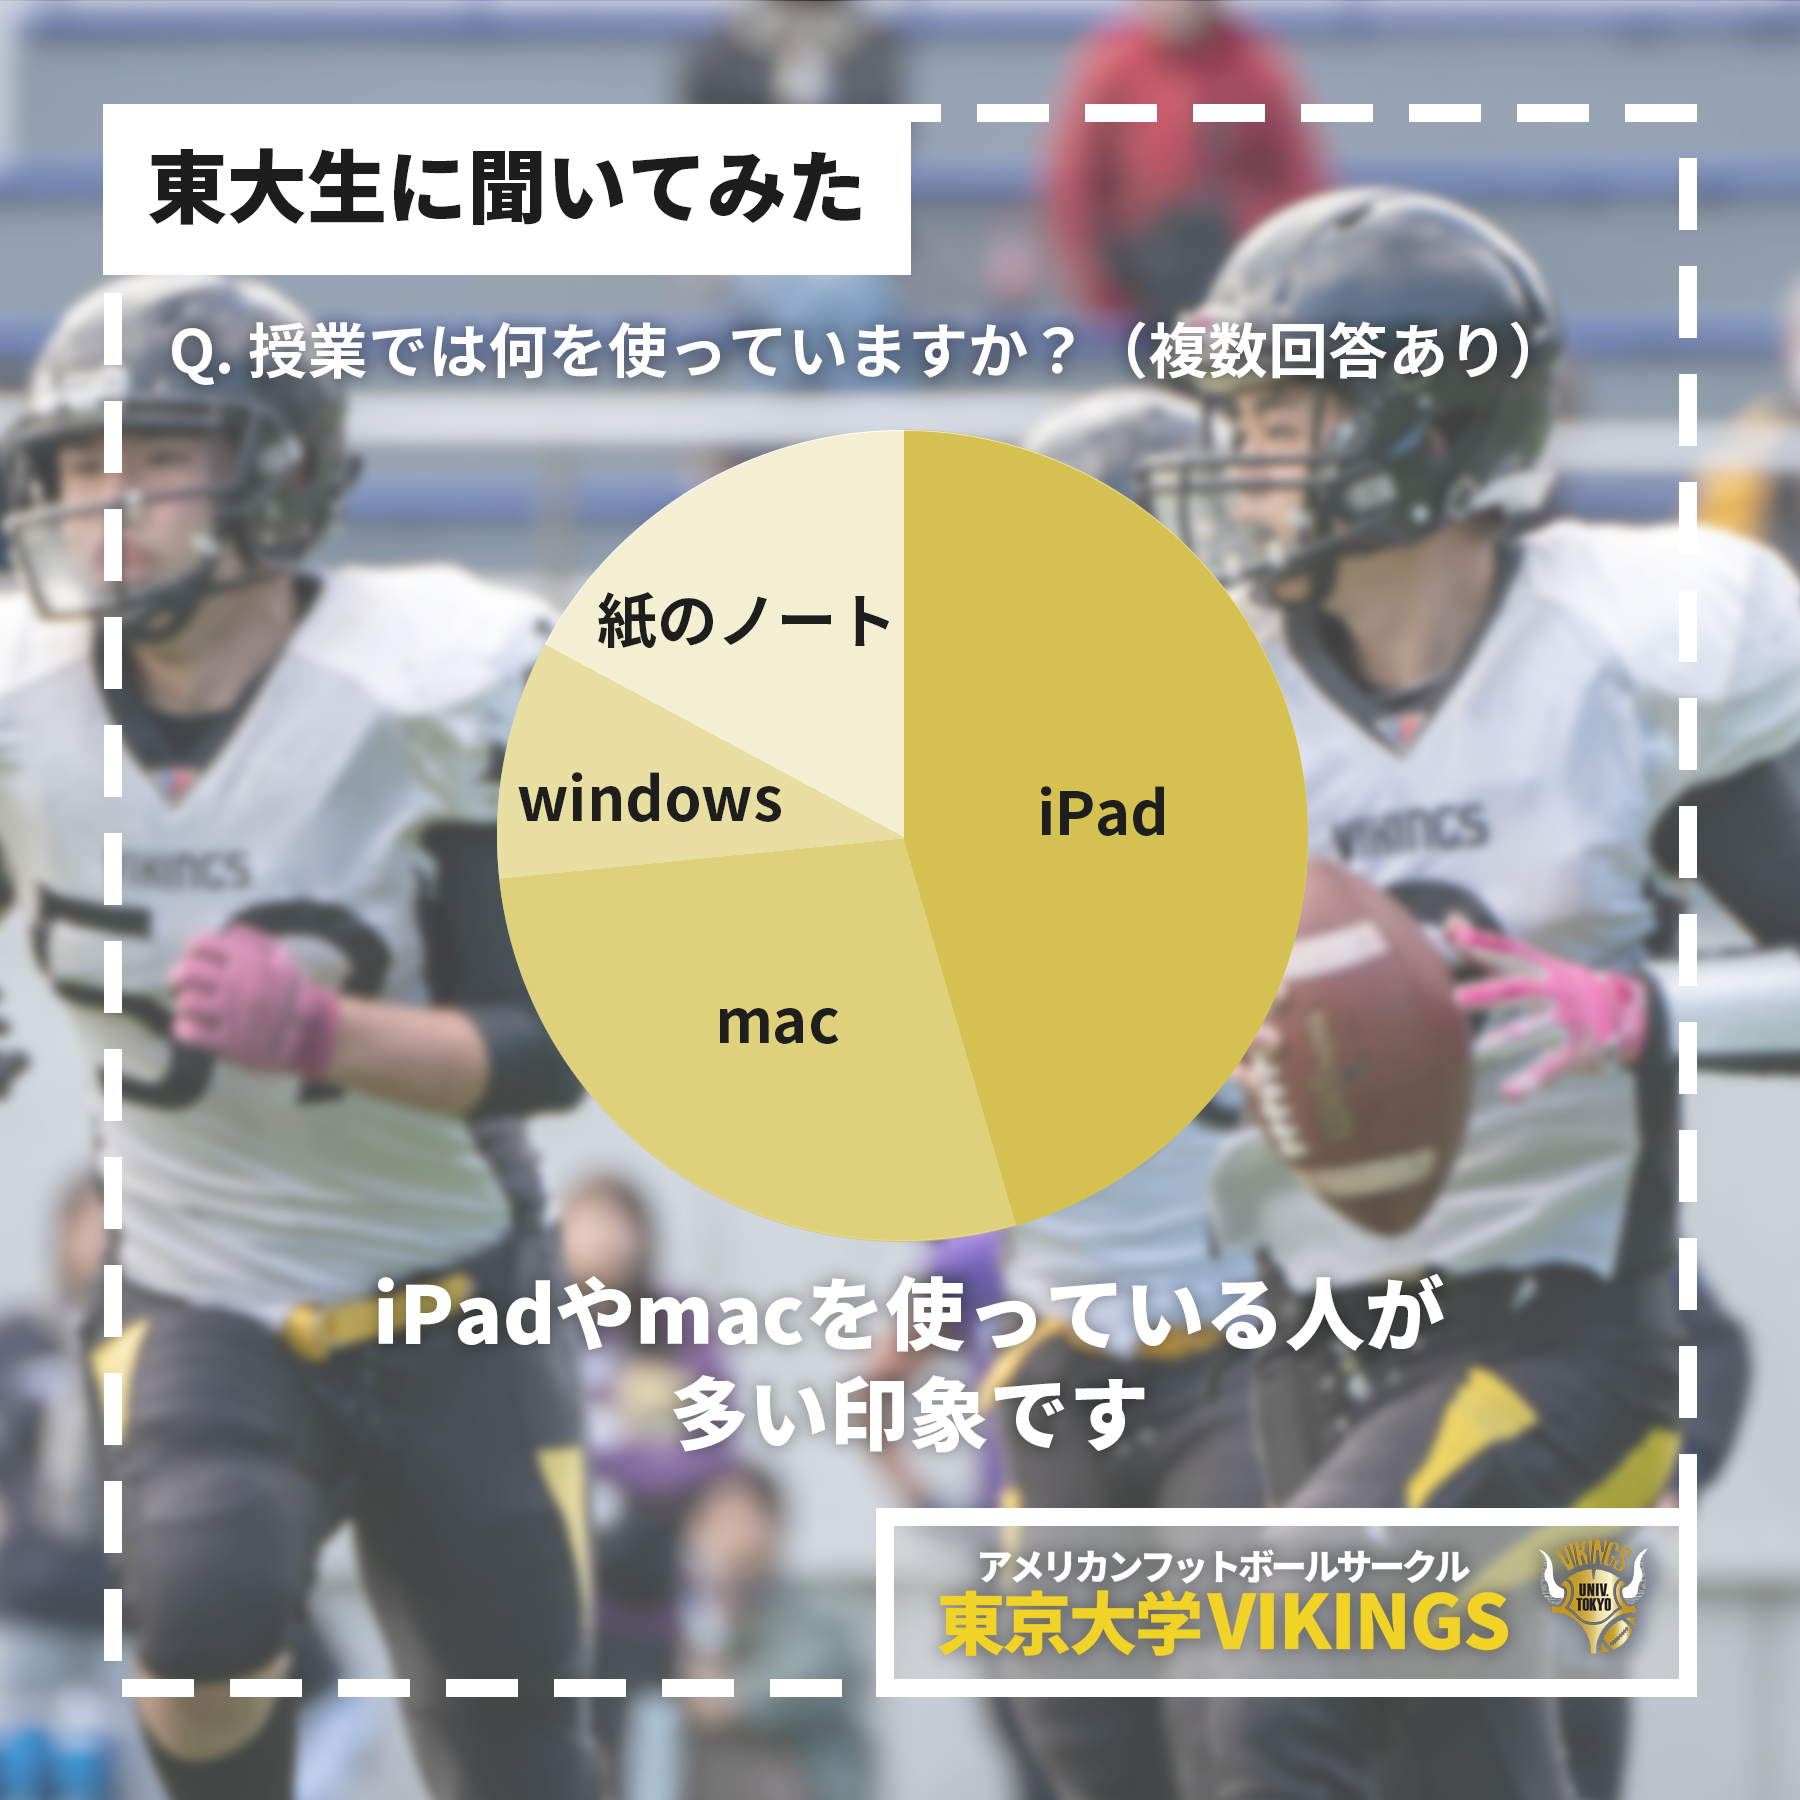 東大生に聞いてみた
Q. 授業では何を使っていますか？（複数回答あり）
紙のノート
windows
iPad
mac
iPadやmacを使っている人が
多い印象です
アメリカンフットボールサークル
東京大学VIKINGS
VIKINGS
UNIV.
TOKYO
VIKINGS
VIKINGS